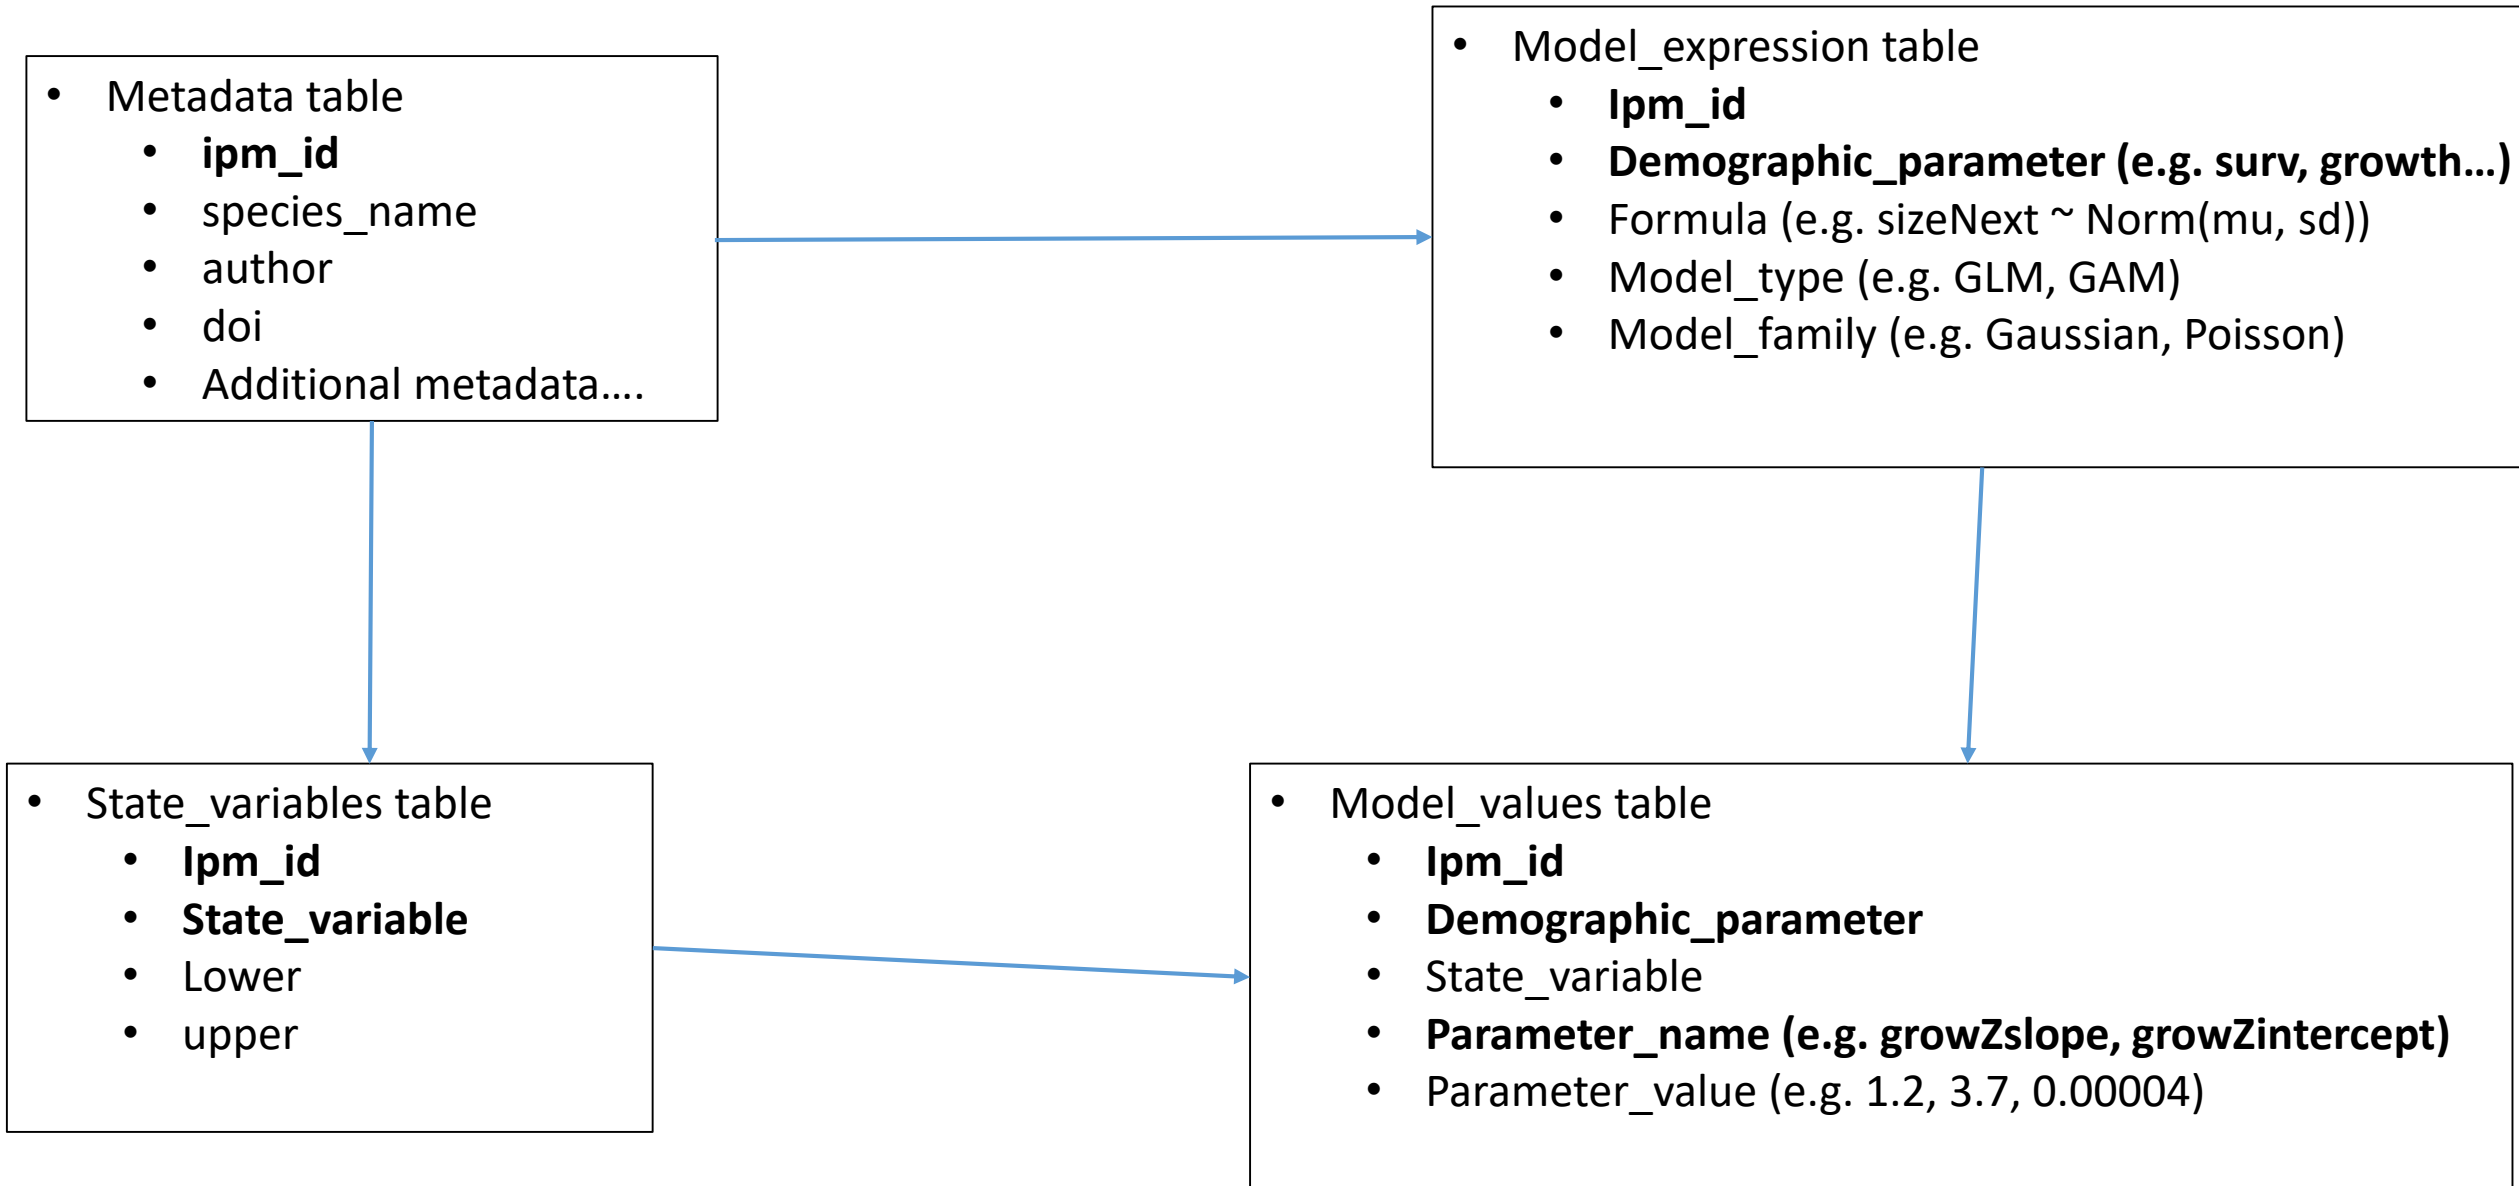 • Metadata table
• ipm_id
• species_name
• author
• doi
• Additional metadata….
• Model_expression table
• Ipm_id
• Demographic_parameter (e.g. surv, growth…)
• Formula (e.g. sizeNext ~ Norm(mu, sd))
• Model_type (e.g. GLM, GAM)
• Model_family (e.g. Gaussian, Poisson)
• State_variables table
• Ipm_id
• State_variable
• Lower
• upper
• Model_values table
• Ipm_id
• Demographic_parameter
• State_variable
• Parameter_name (e.g. growZslope, growZintercept)
• Parameter_value (e.g. 1.2, 3.7, 0.00004)